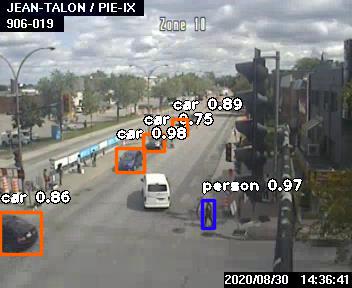 JEAN-TALON / PIE-IX
906-019
Zone 10
car 0.89
car 0.75
car 0.98
person 0.97
car 0.86
2020/08/30 14:36:41